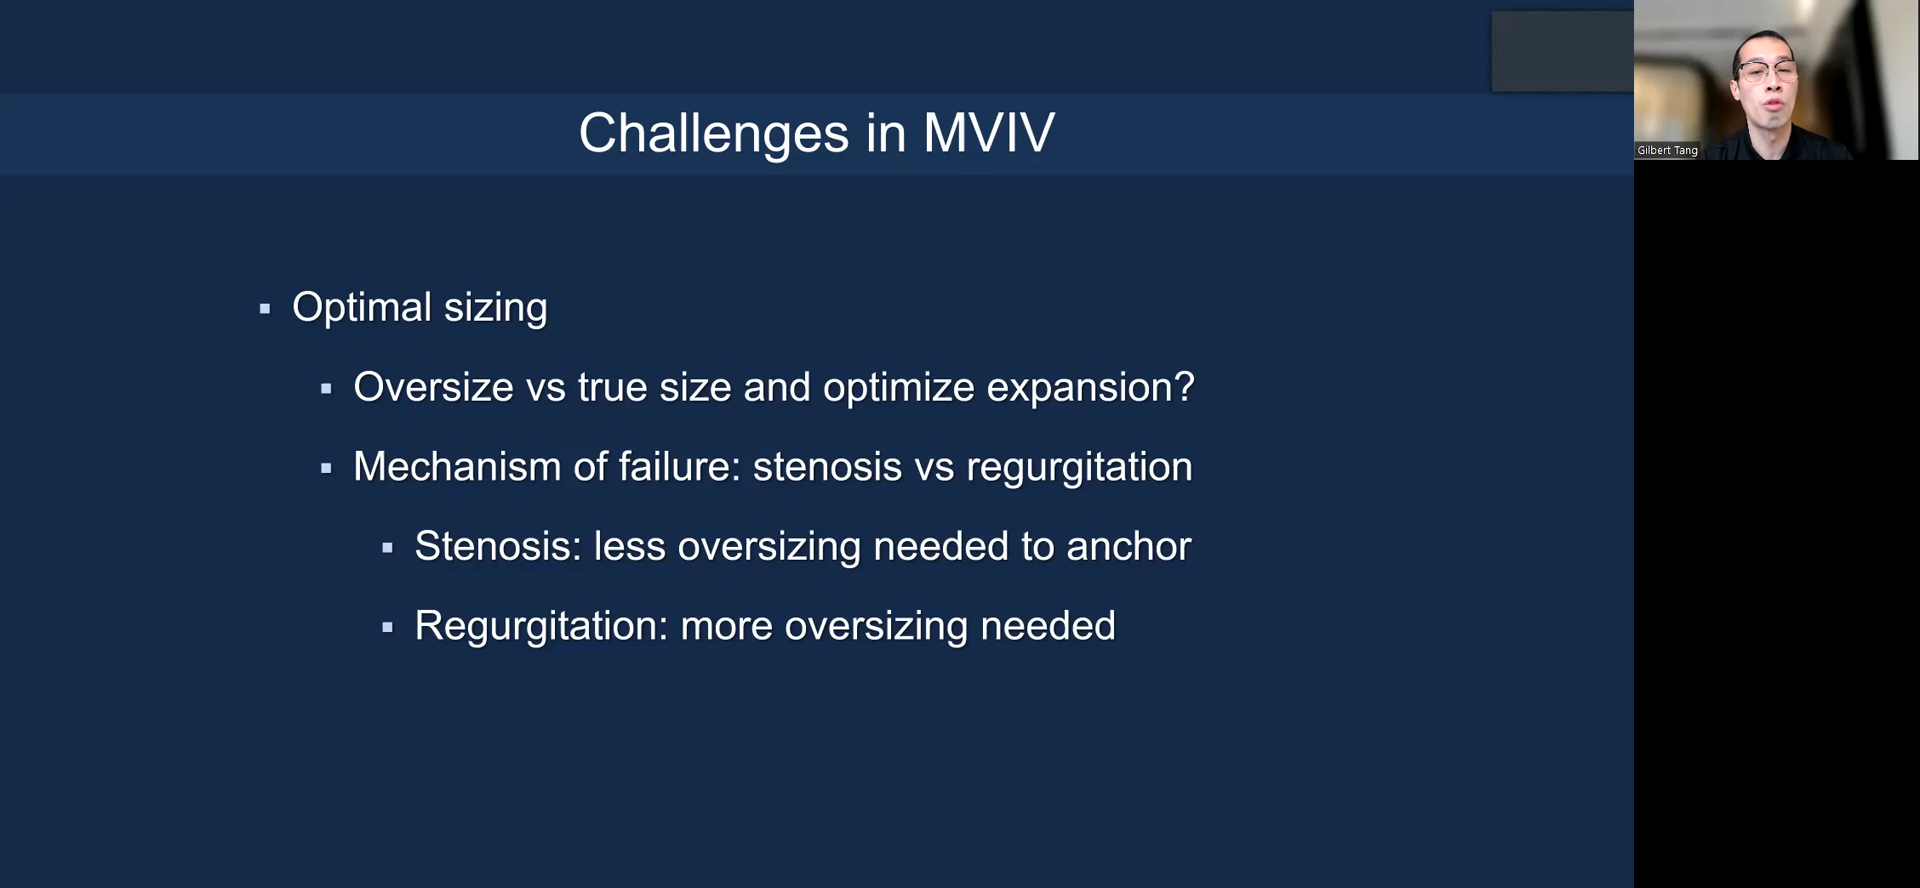 Challenges in MVIV
Optimal sizing
Oversize vs true size and optimize expansion?
Mechanism of failure: stenosis vs regurgitation
Stenosis: less oversizing needed to anchor
Regurgitation: more oversizing needed
Gilbert Tang